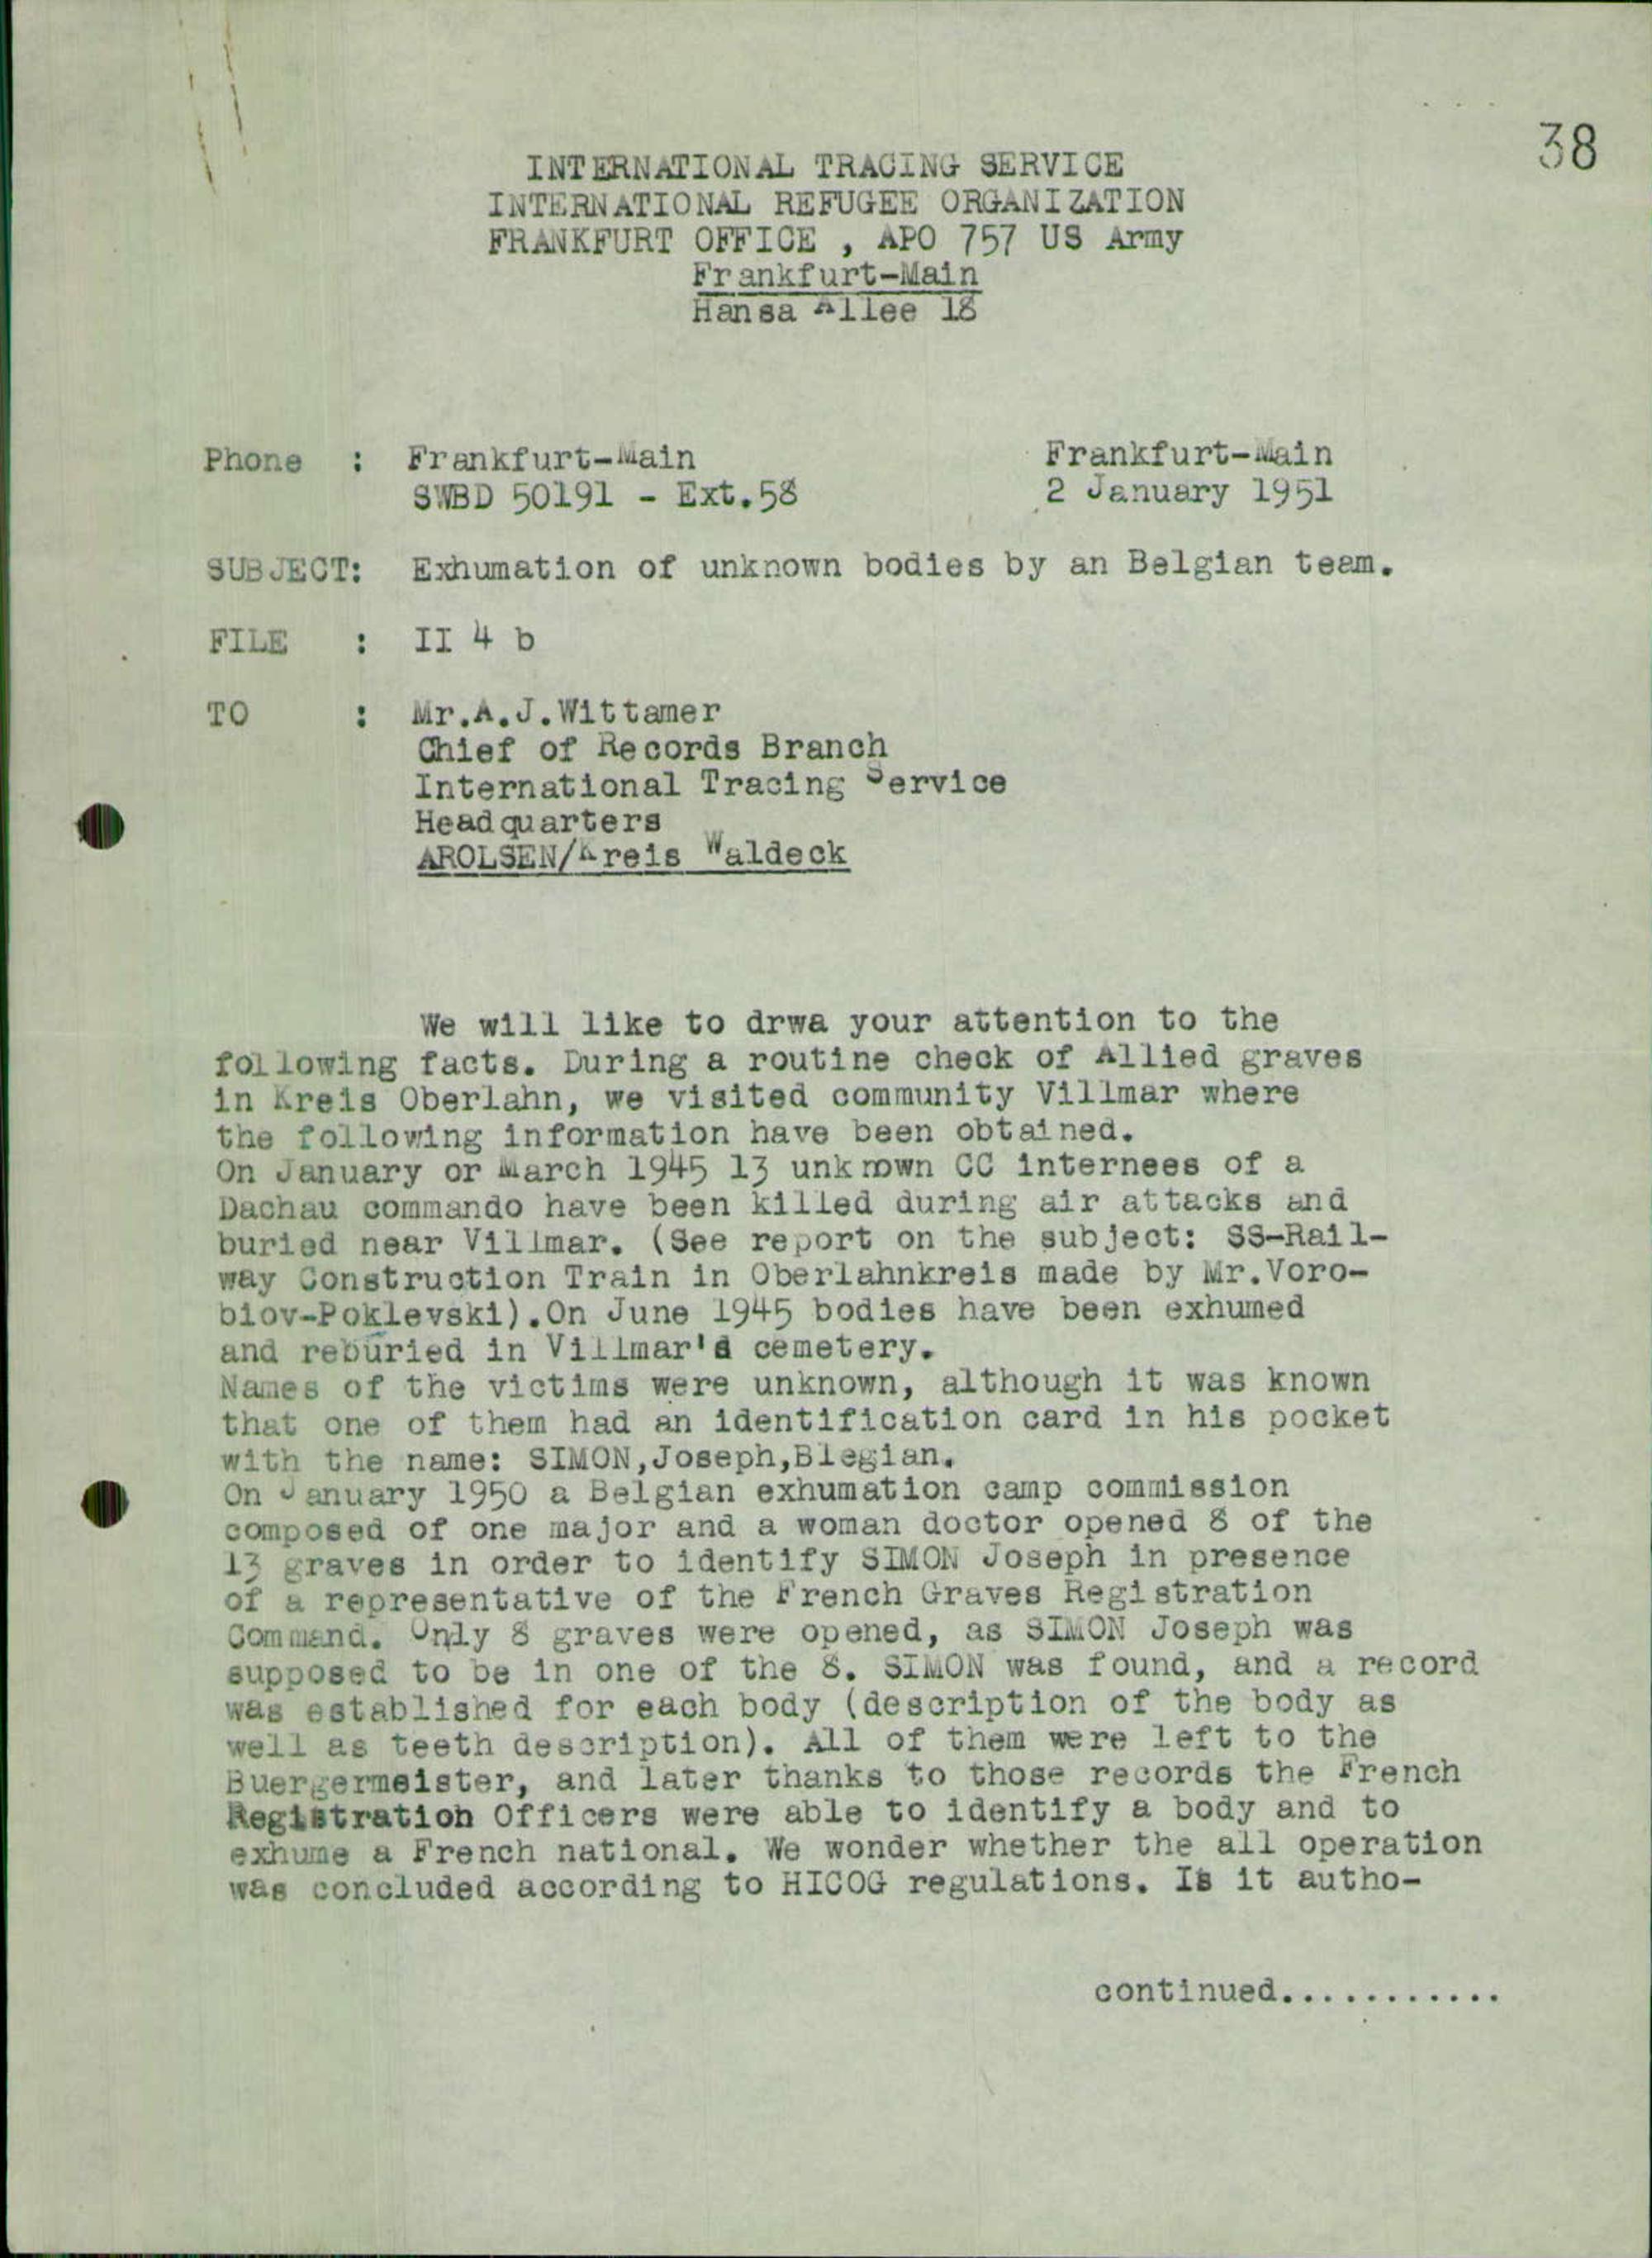 38
INTERNATIONAL TRACING SERVICE
INTERNATIONAL REFUGEE ORGANIZATION
FRANKFURT OFFICE , APO 757 US Army
Frankfurt-Main
Hansa Allee 18
Phone : Frankfurt-Main Frankfurt-Main
SWBD 50191 - Ext.58 2 January 1951
SUBJECT: Exhumation of unknown bodies by an Belgian team.
FILE : II 4 b
TO : Mr.A.J.Wittamer
Chief of Records Branch
International Tracing Service
Headquarters
AROLSEN/Kreis Waldeck
We will like to drwa your attention to the
following facts. During a routine check of Allied graves
in Kreis Oberlahn, we visited community Villmar where
the following information have been obtained.
On January or March 1945 13 unknown CC internees of a
Dachau commando have been killed during air attacks and
buried near Villmar. (See report on the subject: SS-Rail-
way Construction Train in Oberlahnkreis made by Mr.Voro-
biov-Poklevski).On June 1945 bodies have been exhumed
and reburied in Villmar's cemetery.
Names of the victims were unknown, although it was known
that one of them had an identification card in his pocket
with the name: SIMON,Joseph,Blegian.
On January 1950 a Belgian exhumation camp commission
composed of one major and a woman doctor opened 8 of the
13 graves in order to identify SIMON Joseph in presence
of a representative of the French Graves Registration
Command. Only 8 graves were opened, as SIMON Joseph was
supposed to be in one of the 8. SIMON was found, and a record
was established for each body (description of the body as
well as teeth description). All of them were left to the
Buergermeister, and later thanks to those records the French
Registration Officers were able to identify a body and to
exhume a French national. We wonder whether the all operation
was concluded according to HICOG regulations. Is it autho-
continued............